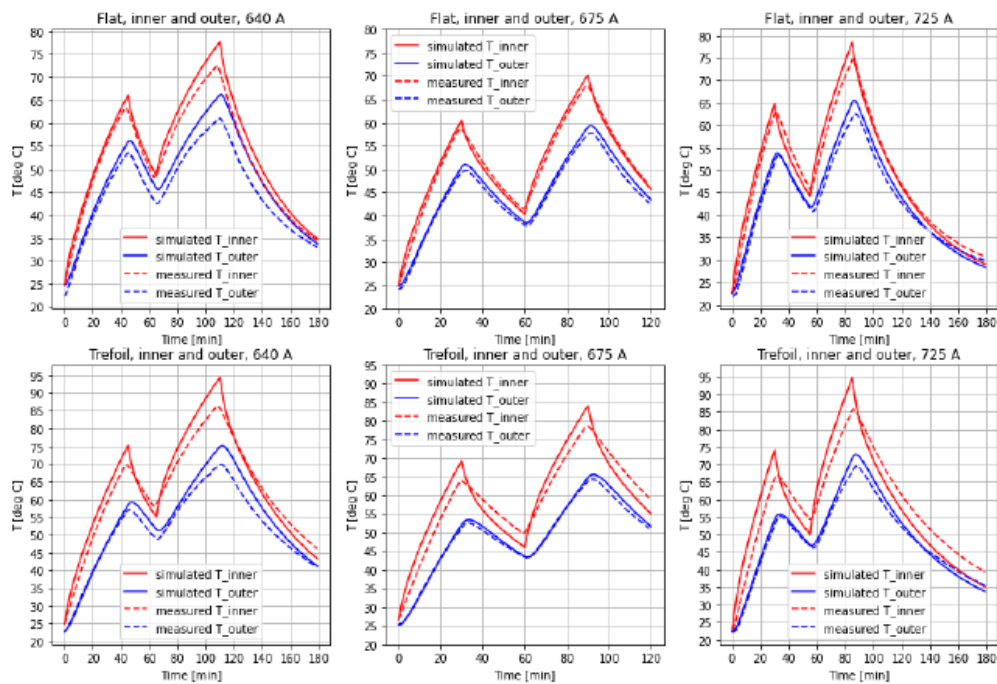 Flat, inner and outer, 640 A
80
75
70
65
60
55
50
45
40
35
30
25
20
T [deg C]
simulated T_inner
simulated T_outer
measured T_inner
measured T_outer
0 20 40 60 80 100 120 140 160 180
Time [min]
Flat, inner and outer, 675 A
80
75
70
65
60
55
50
45
40
35
30
25
20
T [deg C]
simulated T_inner
simulated T_outer
measured T_inner
measured T_outer
0 20 40 60 80 100 120
Time [min]
Flat, inner and outer, 725 A
80
75
70
65
60
55
50
45
40
35
30
25
20
T [deg C]
simulated T_inner
simulated T_outer
measured T_inner
measured T_outer
0 20 40 60 80 100 120 140 160 180
Time [min]
Trefoil, inner and outer, 640 A
95
90
85
80
75
70
65
60
55
50
45
40
35
30
25
20
T [deg C]
simulated T_inner
simulated T_outer
measured T_inner
measured T_outer
0 20 40 60 80 100 120 140 160 180
Time [min]
Trefoil, inner and outer, 675 A
95
90
85
80
75
70
65
60
55
50
45
40
35
30
25
20
T [deg C]
simulated T_inner
simulated T_outer
measured T_inner
measured T_outer
0 20 40 60 80 100 120
Time [min]
Trefoil, inner and outer, 725 A
95
90
85
80
75
70
65
60
55
50
45
40
35
30
25
20
T [deg C]
simulated T_inner
simulated T_outer
measured T_inner
measured T_outer
0 20 40 60 80 100 120 140 160 180
Time [min]